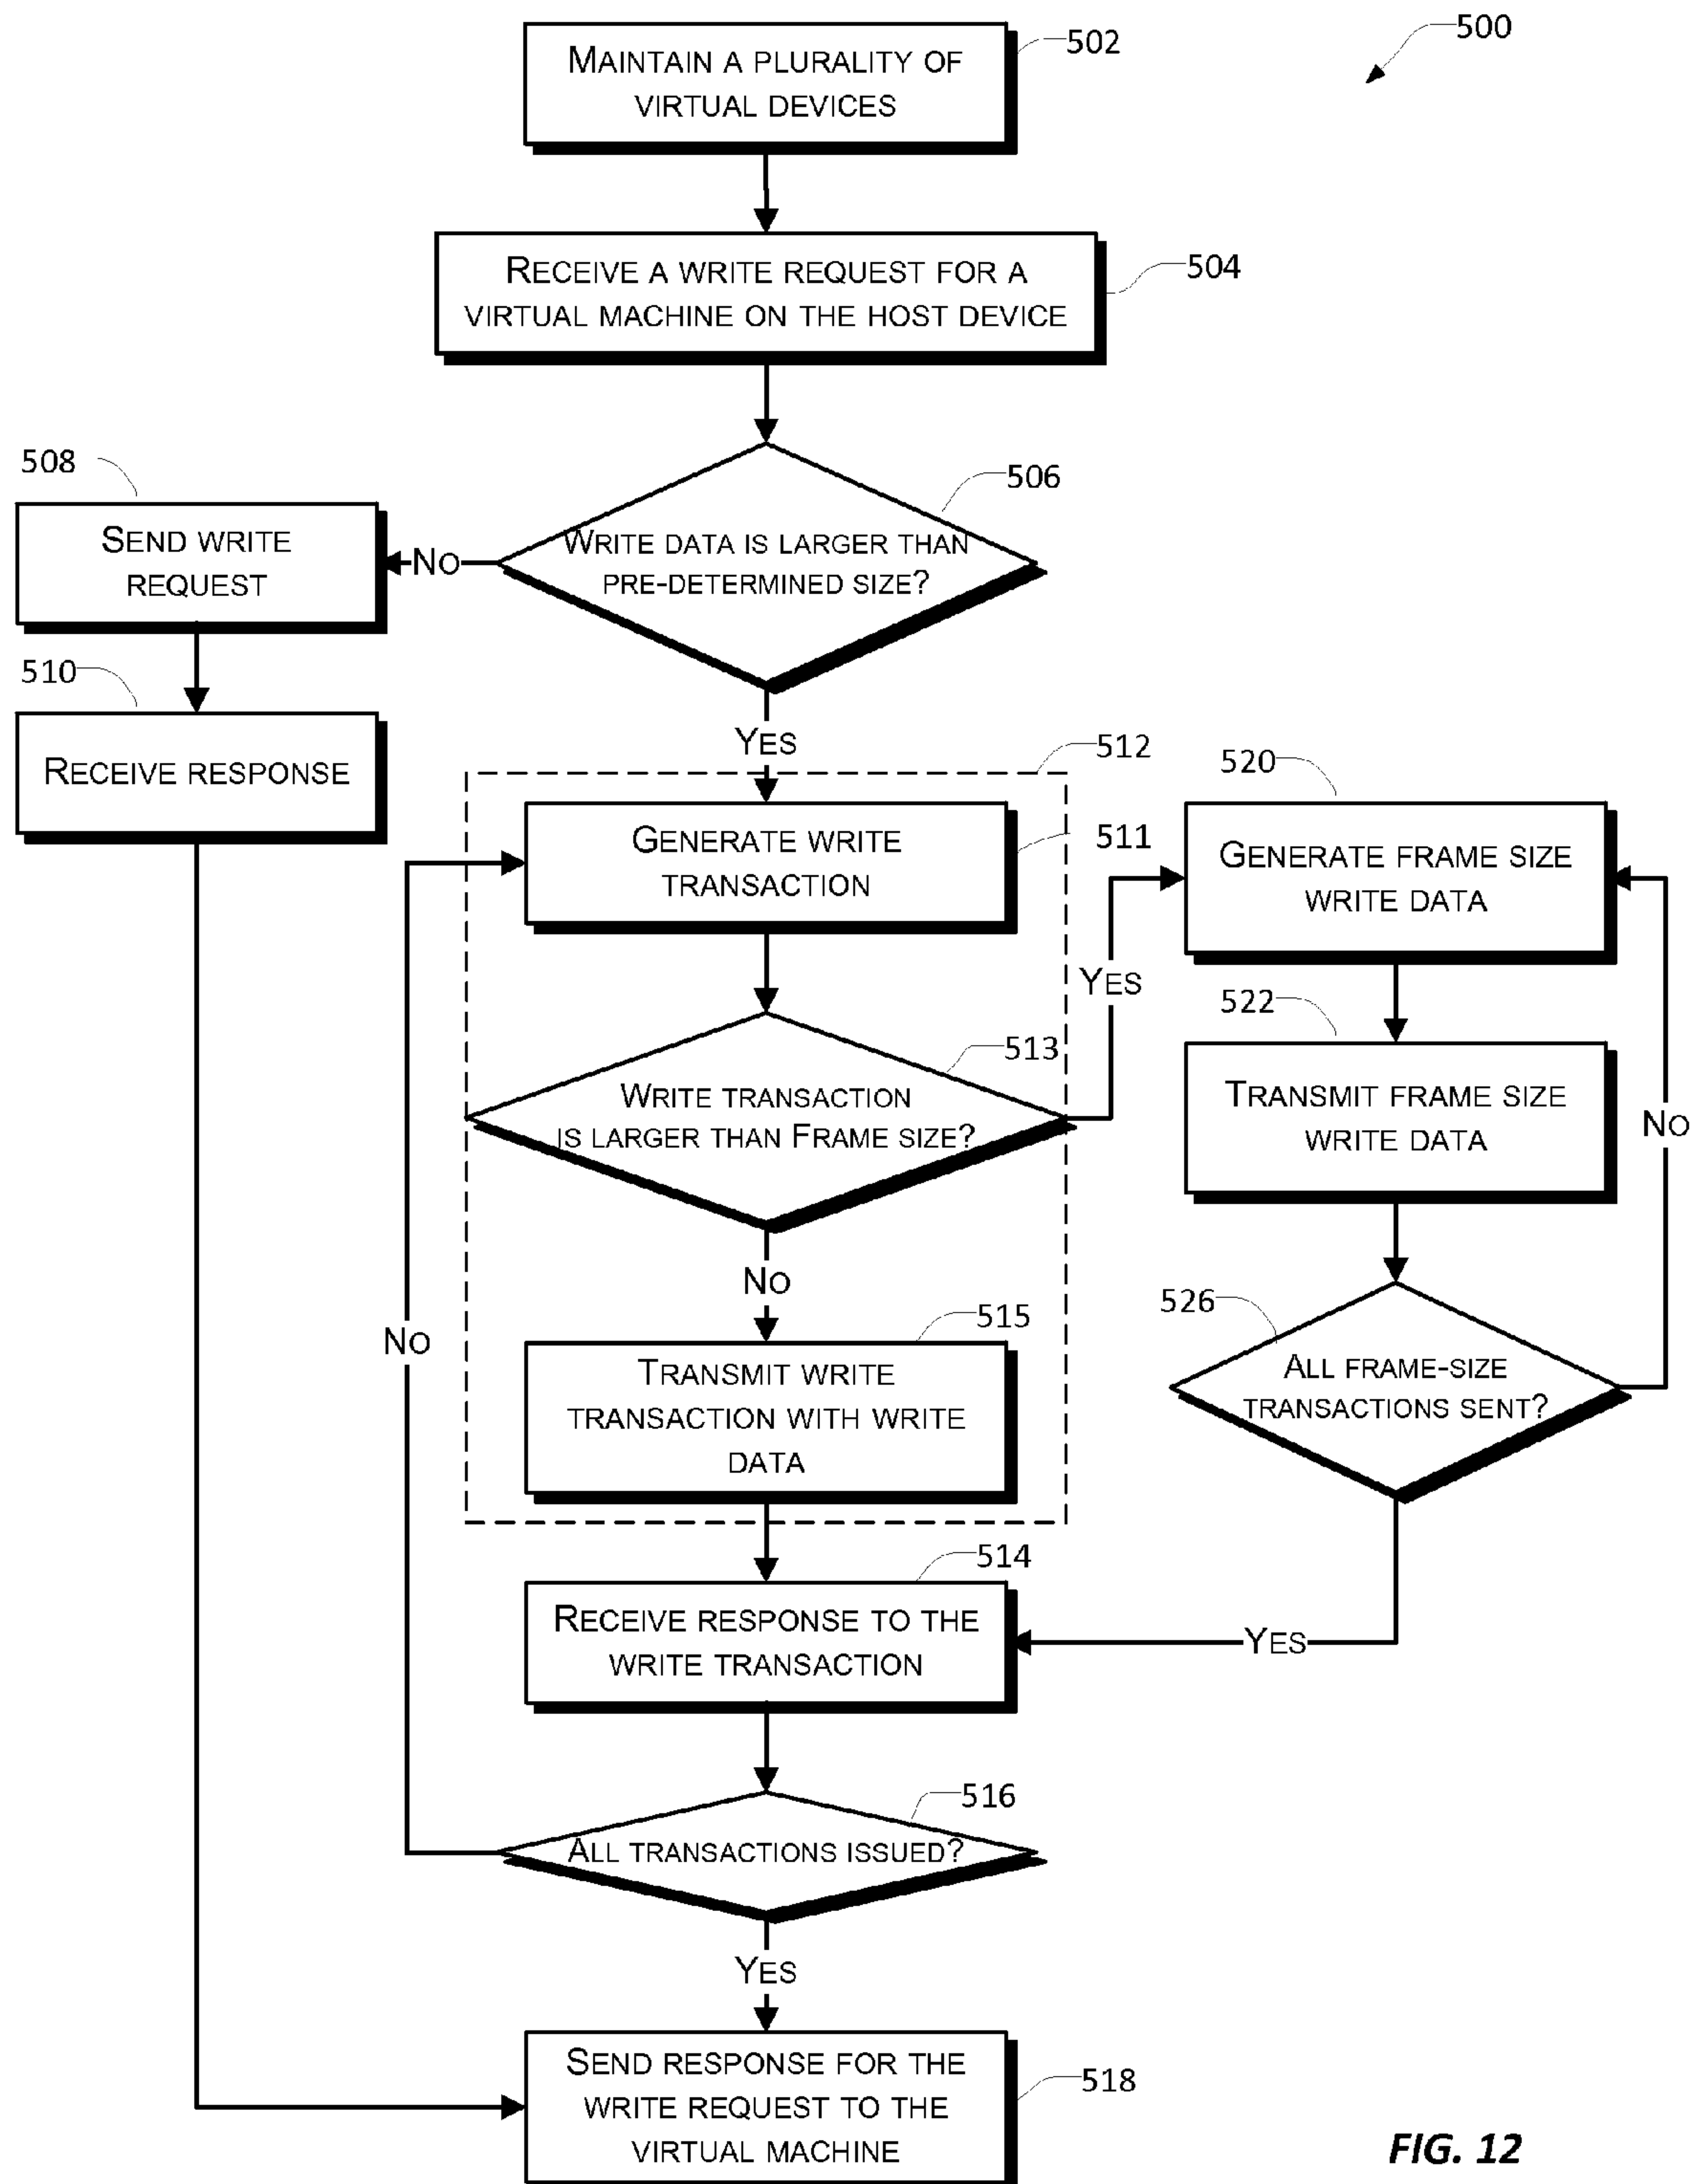 500
MAINTAIN A PLURALITY OF
VIRTUAL DEVICES
502
RECEIVE A WRITE REQUEST FOR A
VIRTUAL MACHINE ON THE HOST DEVICE
504
WRITE DATA IS LARGER THAN
PRE-DETERMINED SIZE?
506
NO
508
SEND WRITE
REQUEST
510
RECEIVE RESPONSE
YES
512
GENERATE WRITE
TRANSACTION
511
WRITE TRANSACTION
IS LARGER THAN FRAME SIZE?
513
YES
520
GENERATE FRAME SIZE
WRITE DATA
522
TRANSMIT FRAME SIZE
WRITE DATA
NO
526
ALL FRAME-SIZE
TRANSACTIONS SENT?
NO
515
TRANSMIT WRITE
TRANSACTION WITH WRITE
DATA
NO
514
RECEIVE RESPONSE TO THE
WRITE TRANSACTION
YES
516
ALL TRANSACTIONS ISSUED?
YES
SEND RESPONSE FOR THE
WRITE REQUEST TO THE
VIRTUAL MACHINE
518
FIG. 12